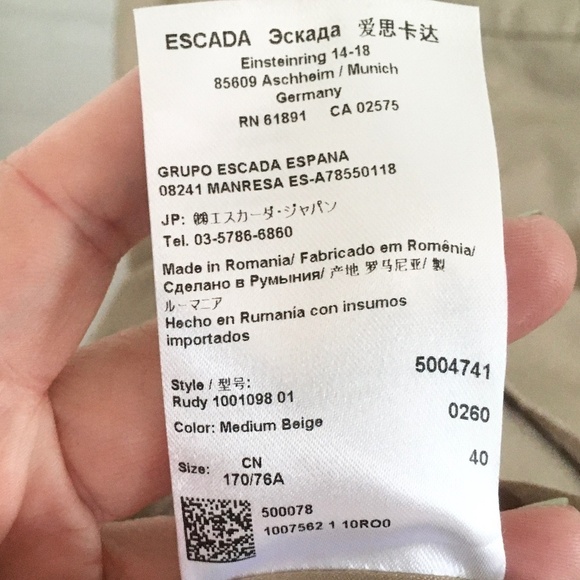 ESCADA Эскада 爱思卡达
Einsteinring 14-18
85609 Aschheim / Munich
Germany
RN 61891 CA 02575
GRUPO ESCADA ESPANA
08241 MANRESA ES-A78550118
JP: ㈱エスカーダ・ジャパン
Tel. 03-5786-6860
Made in Romania/ Fabricado em Romênia/
Сделано в Румыния/ 产地 罗马尼亚/ 製
ルーマニア
Hecho en Rumanía con insumos
importados
5004741
Style / 型号:
Rudy 1001098 01
0260
Color: Medium Beige
40
Size: CN
170/76A
500078
1007562 1 10RO0